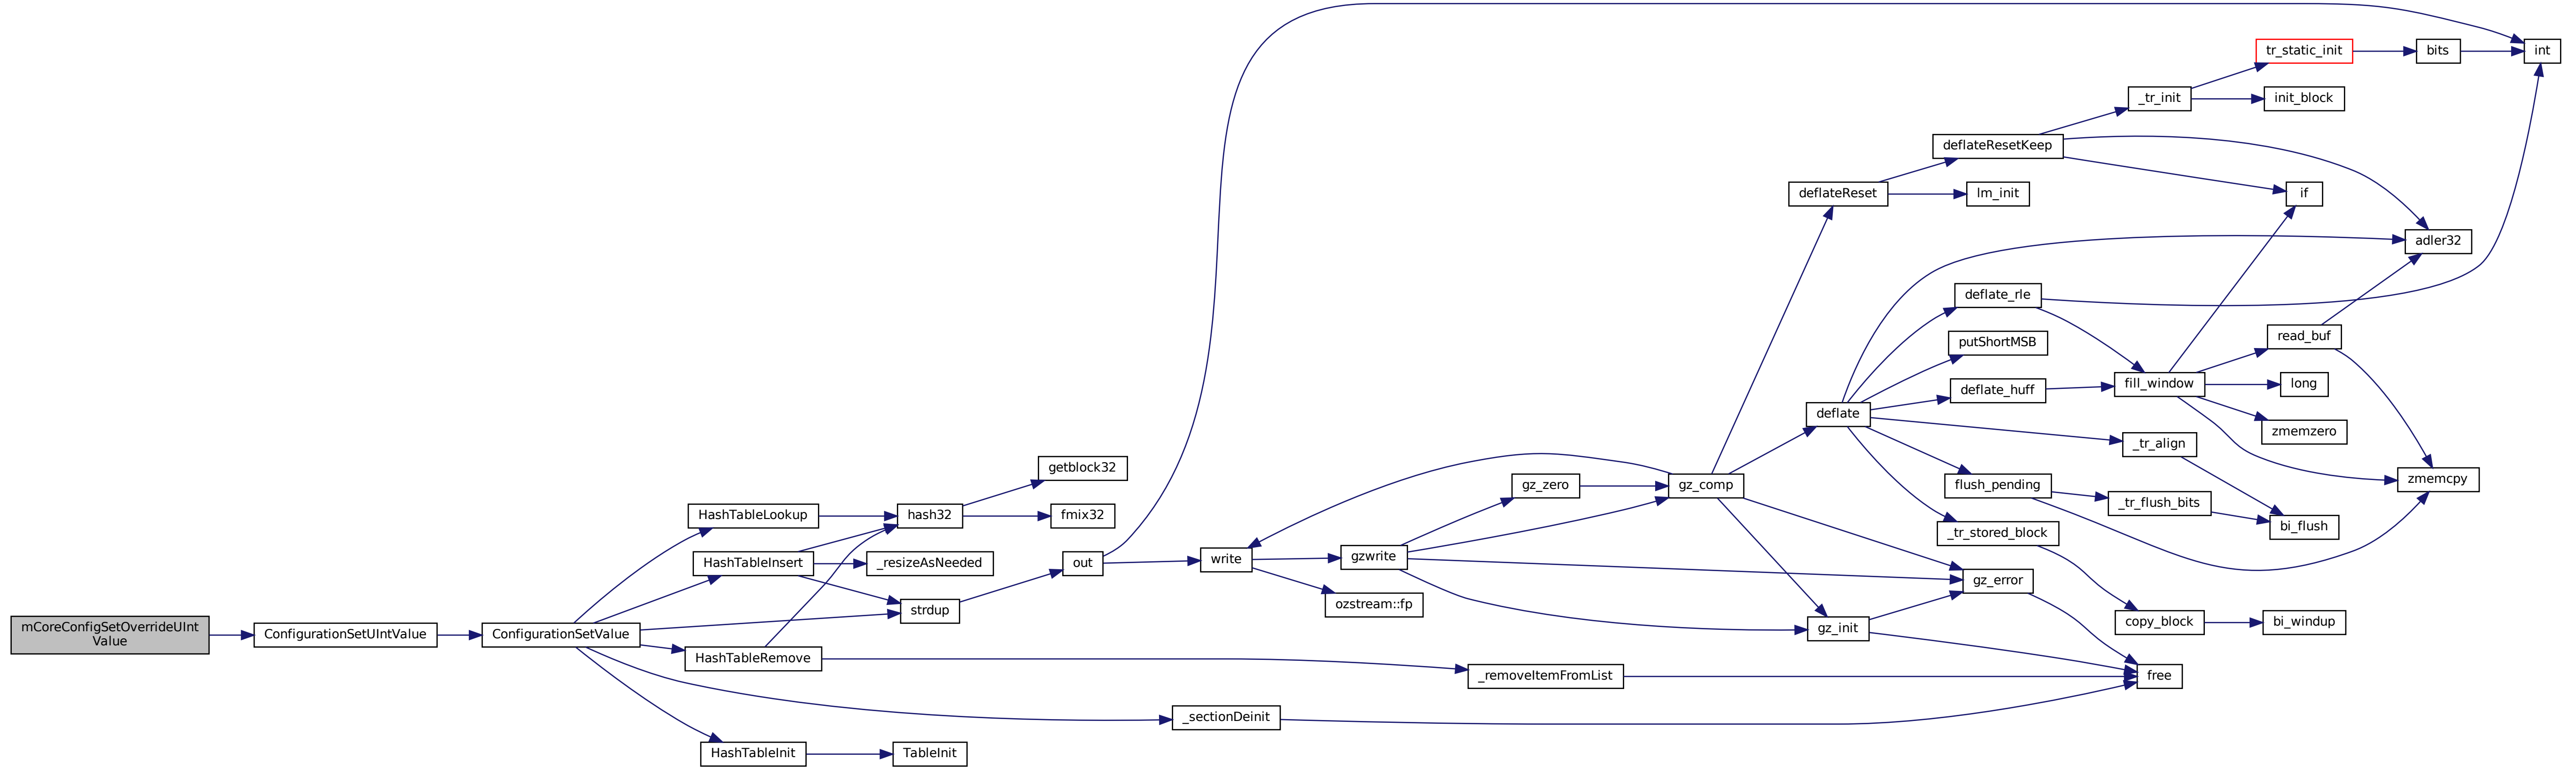 mCoreConfigSetOverrideUInt
Value
ConfigurationSetUIntValue
ConfigurationSetValue
HashTableLookup
HashTableInsert
HashTableRemove
HashTableInit
hash32
_resizeAsNeeded
strdup
TableInit
getblock32
fmix32
out
_sectionDeinit
write
ozstream::fp
gzwrite
_removeItemFromList
gz_zero
gz_comp
gz_init
deflateReset
deflate
gz_error
free
deflateResetKeep
lm_init
deflate_rle
putShortMSB
deflate_huff
flush_pending
_tr_stored_block
_tr_init
fill_window
_tr_align
_tr_flush_bits
copy_block
tr_static_init
init_block
if
read_buf
long
zmemzero
bi_flush
bi_windup
bits
adler32
zmemcpy
int